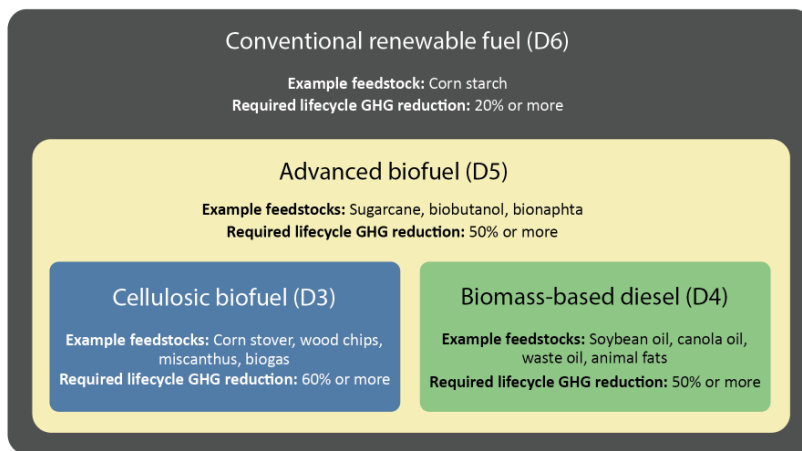 Conventional renewable fuel (D6)
Example feedstock: Corn starch
Required lifecycle GHG reduction: 20% or more
Advanced biofuel (D5)
Example feedstocks: Sugarcane, biobutanol, bionaphta
Required lifecycle GHG reduction: 50% or more
Cellulosic biofuel (D3)
Example feedstocks: Corn stover, wood chips,
miscanthus, biogas
Required lifecycle GHG reduction: 60% or more
Biomass-based diesel (D4)
Example feedstocks: Soybean oil, canola oil,
waste oil, animal fats
Required lifecycle GHG reduction: 50% or more